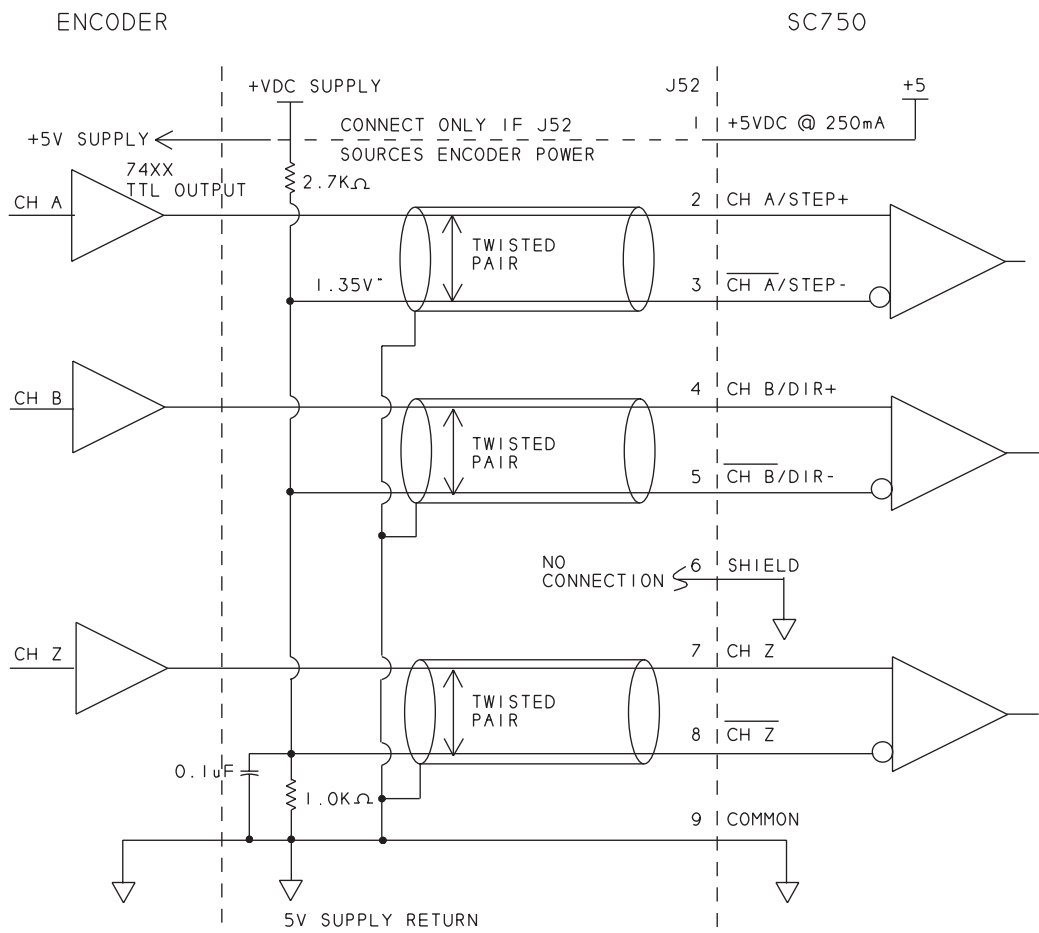 ENCODER
SC750
+VDC SUPPLY
J52
+5
+5V SUPPLY
CONNECT ONLY IF J52
SOURCES ENCODER POWER
1
+5VDC @ 250mA
74XX
TTL OUTPUT
2.7KΩ
CH A
2
CH A/STEP+
TWISTED
PAIR
1.35V"
3
CH A/STEP-
CH B
4
CH B/DIR+
TWISTED
PAIR
5
CH B/DIR-
NO
CONNECTION
6
SHIELD
CH Z
7
CH Z
TWISTED
PAIR
8
CH Z
0.1uF
1.0KΩ
9
COMMON
5V SUPPLY RETURN